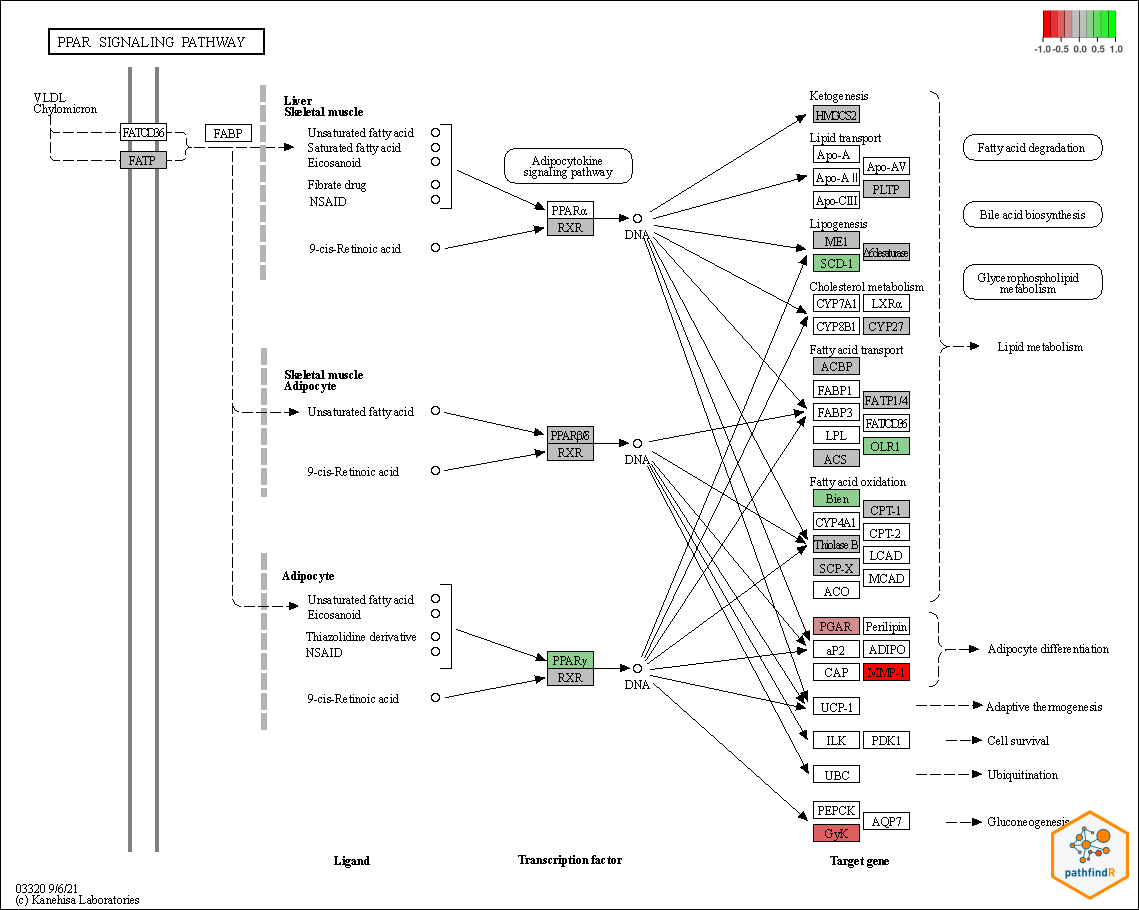 PPAR SIGNALING PATHWAY
-1.0 -0.5 0.0 0.5 1.0
VLDL
Chylomicron
FAT/CD36
FATP
FABP
Liver
Skeletal muscle
Unsaturated fatty acid
Saturated fatty acid
Eicosanoid
Fibrate drug
NSAID
9-cis-Retinoic acid
Adipocytokine
signaling pathway
PPARα
RXR
DNA
Skeletal muscle
Adipocyte
Unsaturated fatty acid
9-cis-Retinoic acid
PPARβ/δ
RXR
DNA
Adipocyte
Unsaturated fatty acid
Eicosanoid
Thiazolidine derivative
NSAID
9-cis-Retinoic acid
PPARγ
RXR
DNA
Ketogenesis
HMGCS2
Lipid transport
Apo-A
Apo-AV
Apo-AII
PLTP
Apo-CIII
Lipogenesis
ME1
SCD-1
Cholesterol metabolism
CYP7A1
LXRα
CYP8B1
CYP27
Fatty acid transport
ACBP
FABP1
FATP1/4
FABP3
FAT/CD36
LPL
OLR1
ACS
Fatty acid oxidation
Bien
CPT-1
CYP4A1
CPT-2
Thiolase B
LCAD
SCP-X
MCAD
ACO
PGAR
Perilipin
aP2
ADIPO
CAP
MMP-1
UCP-1
ILK
PDK1
UBC
PEPCK
AQP7
GyK
Fatty acid degradation
Bile acid biosynthesis
Glycerophospholipid
metabolism
Lipid metabolism
Adipocyte differentiation
Adaptive thermogenesis
Cell survival
Ubiquitination
Gluconeogenesis
Ligand
Transcription factor
Target gene
03320 9/6/21
(c) Kanehisa Laboratories
pathfindR